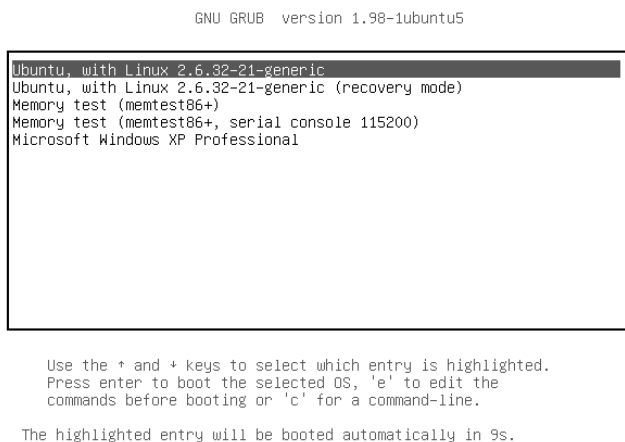 GNU GRUB  version 1.98-1ubuntu5
Ubuntu, with Linux 2.6.32-21-generic
Ubuntu, with Linux 2.6.32-21-generic (recovery mode)
Memory test (memtest86+)
Memory test (memtest86+, serial console 115200)
Microsoft Windows XP Professional
Use the ↑ and ↓ keys to select which entry is highlighted.
Press enter to boot the selected OS, 'e' to edit the
commands before booting or 'c' for a command-line.
The highlighted entry will be booted automatically in 9s.